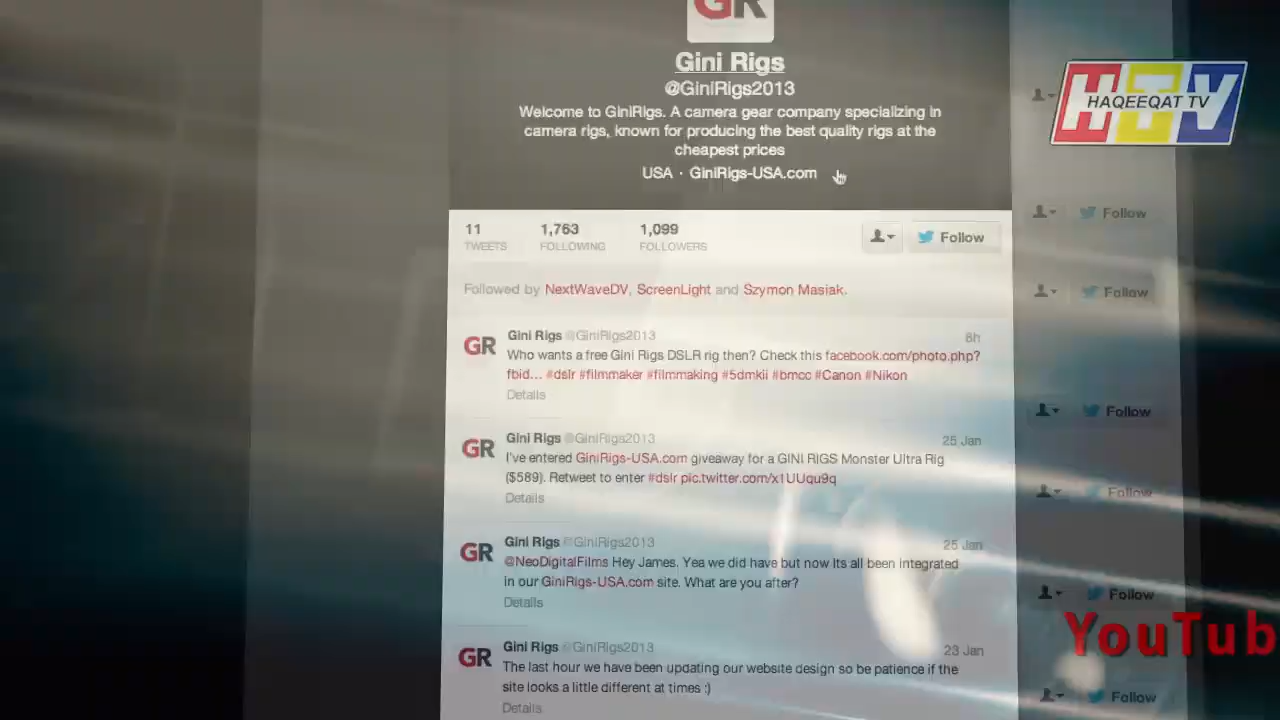 GR
Gini Rigs
@GiniRigs2013
Welcome to GiniRigs. A camera gear company specializing in
camera rigs, known for producing the best quality rigs at the
cheapest prices
USA · GiniRigs-USA.com
HTV
HAQEEQAT TV
11
TWEETS
1,763
FOLLOWING
1,099
FOLLOWERS
Follow
Follow
Follow
Follow
Follow
Follow
Follow
Followed by NextWaveDV, ScreenLight and Szymon Masiak.
GR
Gini Rigs @GiniRigs2013 8h
Who wants a free Gini Rigs DSLR rig then? Check this facebook.com/photo.php?
fbid... #dslr #filmmaker #filmmaking #5dmkii #bmcc #Canon #Nikon
Details
GR
Gini Rigs @GiniRigs2013 25 Jan
I've entered GiniRigs-USA.com giveaway for a GINI RIGS Monster Ultra Rig
($589). Retweet to enter #dslr pic.twitter.com/x1UUqu9q
Details
GR
Gini Rigs @GiniRigs2013 25 Jan
@NeoDigitalFilms Hey James. Yea we did have but now Its all been integrated
in our GiniRigs-USA.com site. What are you after?
Details
GR
Gini Rigs @GiniRigs2013 23 Jan
The last hour we have been updating our website design so be patience if the
site looks a little different at times :)
Details
YouTub